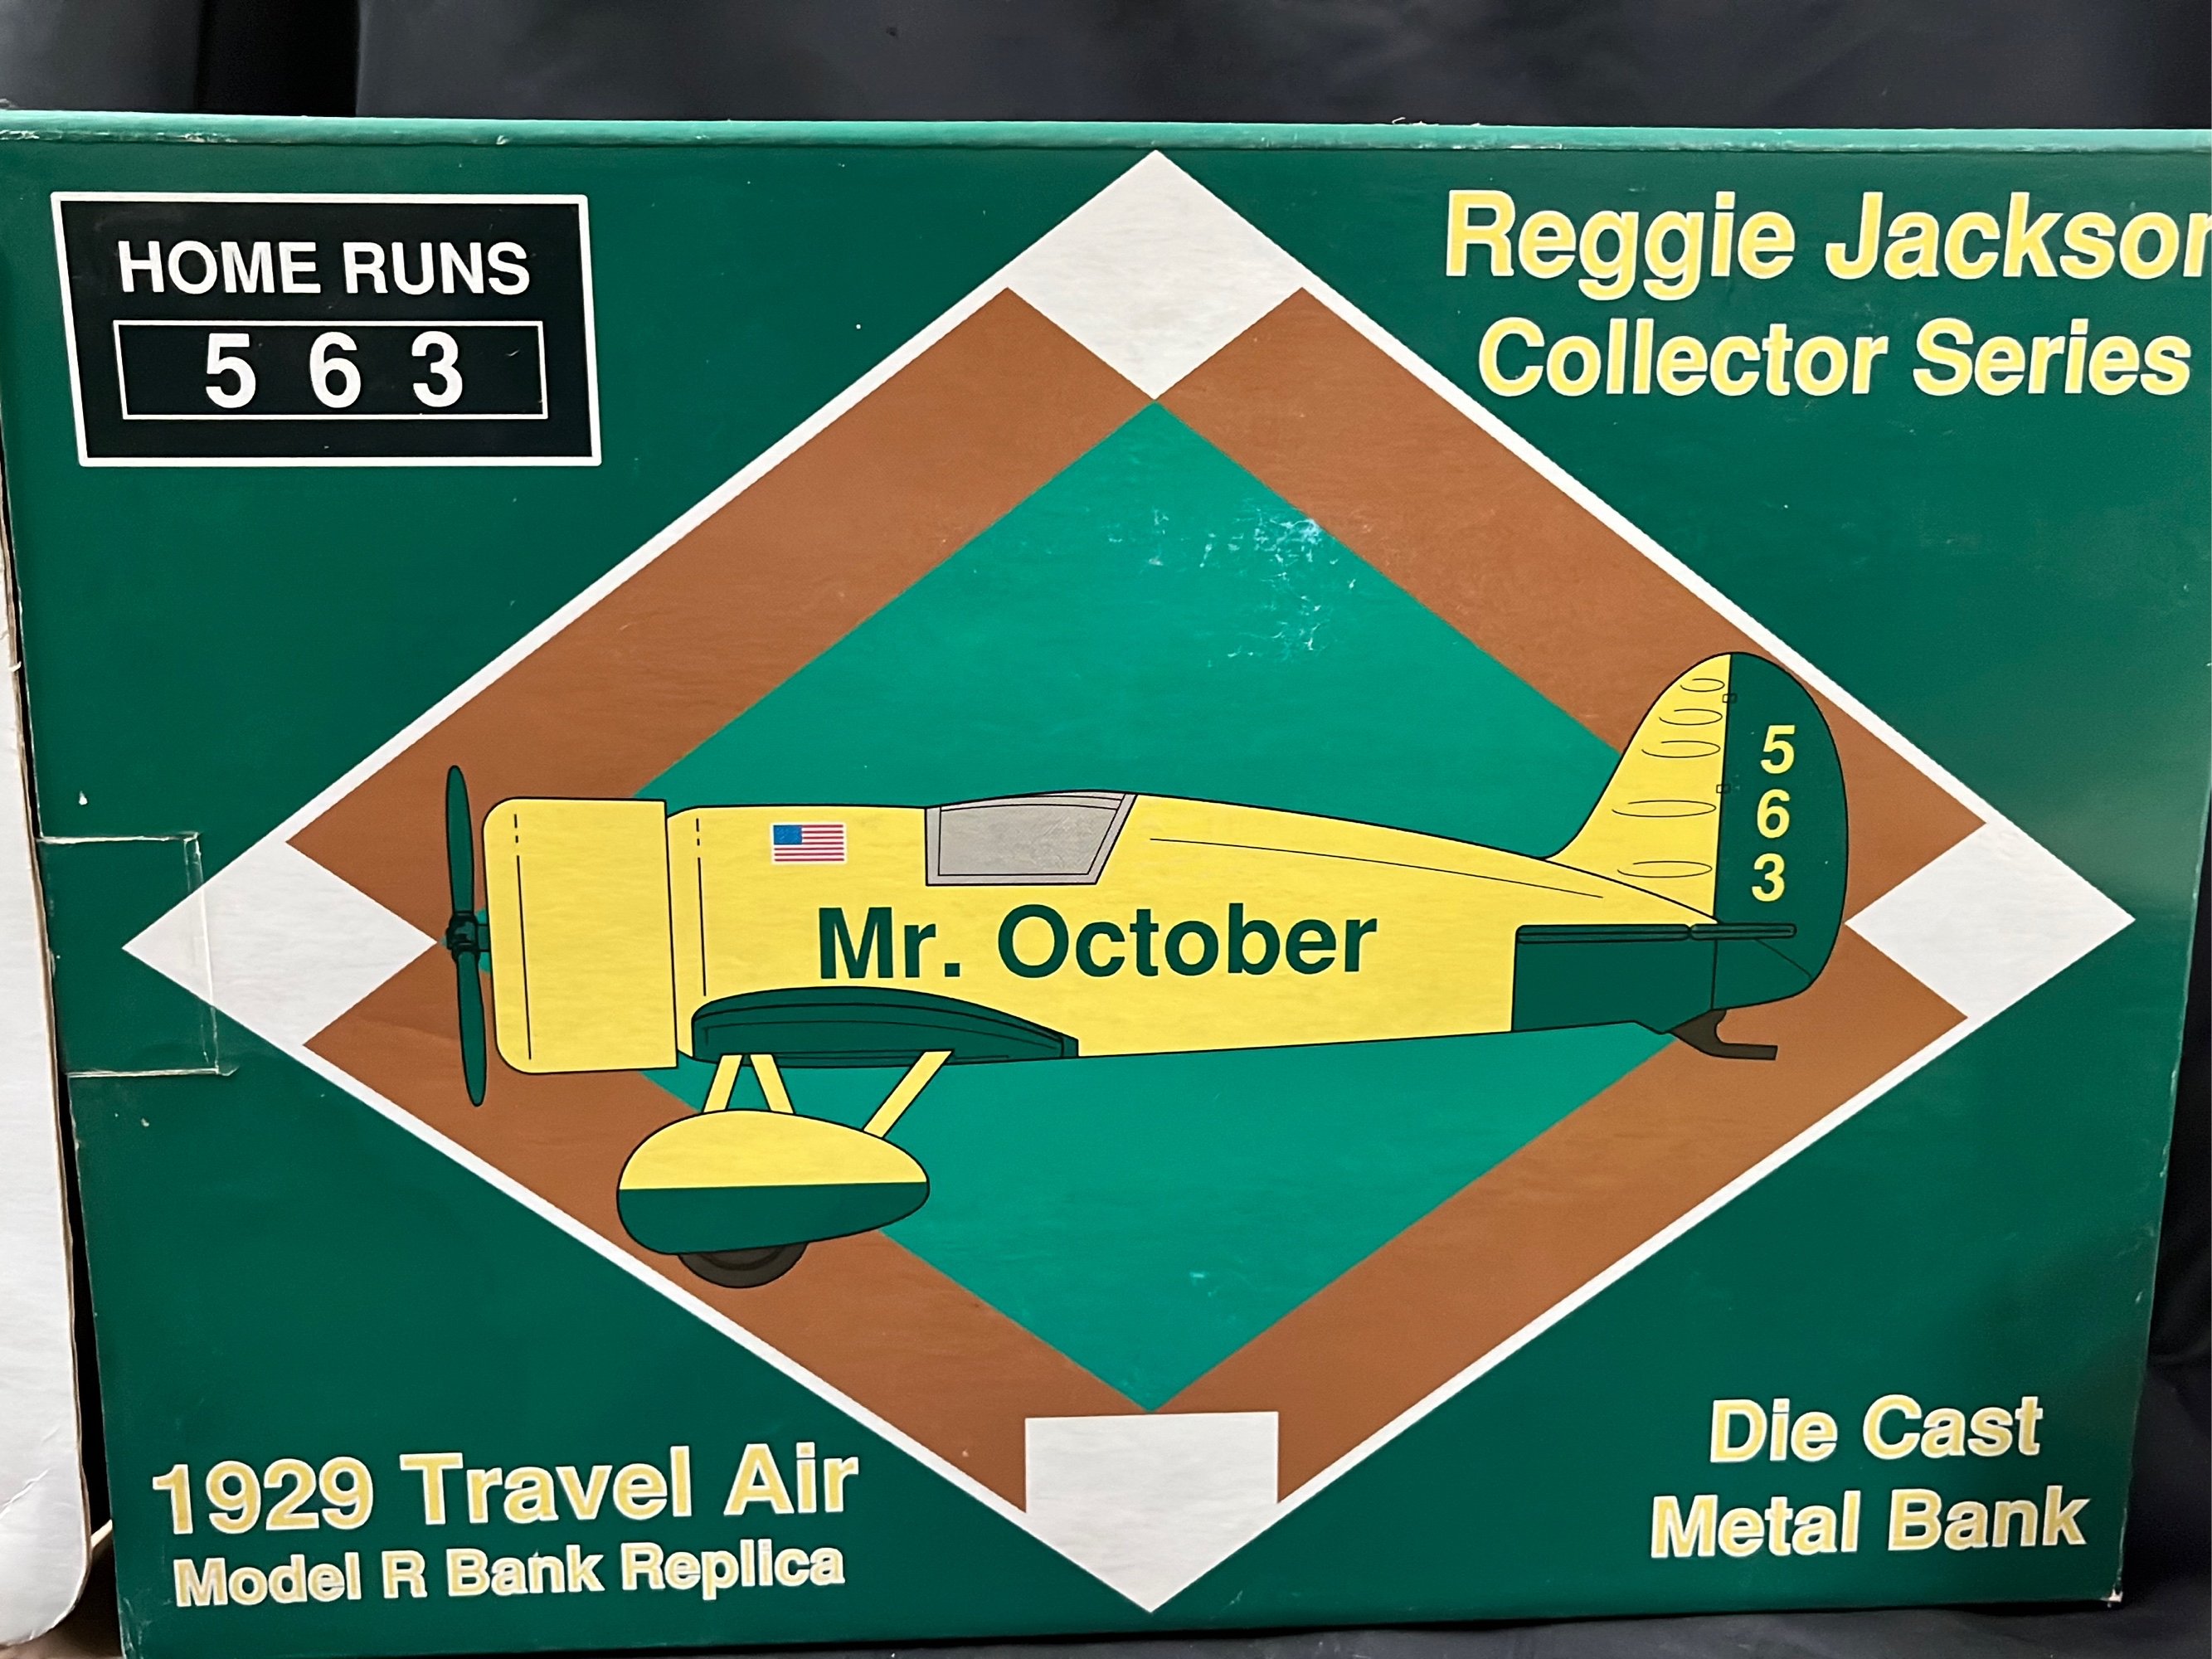 HOME RUNS
5 6 3
Reggie Jackson
Collector Series
5
6
3
Mr. October
1929 Travel Air
Model R Bank Replica
Die Cast
Metal Bank